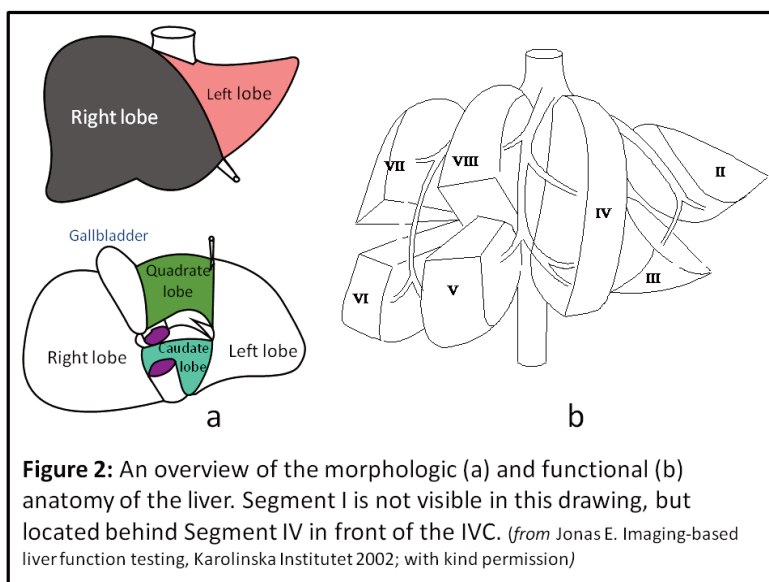 Right lobe
Left lobe
Gallbladder
Quadrate
lobe
Right lobe
Caudate
lobe
Left lobe
a
VII
VIII
II
IV
III
VI
V
b
Figure 2: An overview of the morphologic (a) and functional (b)
anatomy of the liver. Segment I is not visible in this drawing, but
located behind Segment IV in front of the IVC. (from Jonas E. Imaging-based
liver function testing, Karolinska Institutet 2002; with kind permission)